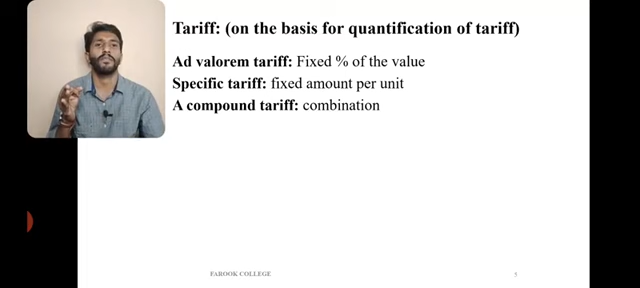 Tariff: (on the basis for quantification of tariff)
Ad valorem tariff: Fixed % of the value
Specific tariff: fixed amount per unit
A compound tariff: combination
FAROOK COLLEGE
5